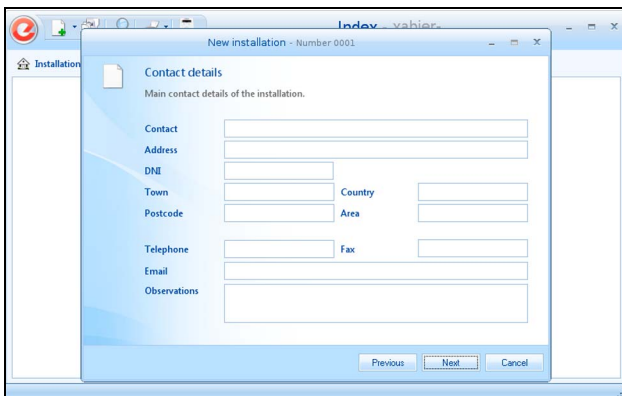 Index - xabier-
New installation - Number 0001
Installation
Contact details
Main contact details of the installation.
Contact
Address
DNI
Town Country
Postcode Area
Telephone Fax
Email
Observations
Previous Next Cancel